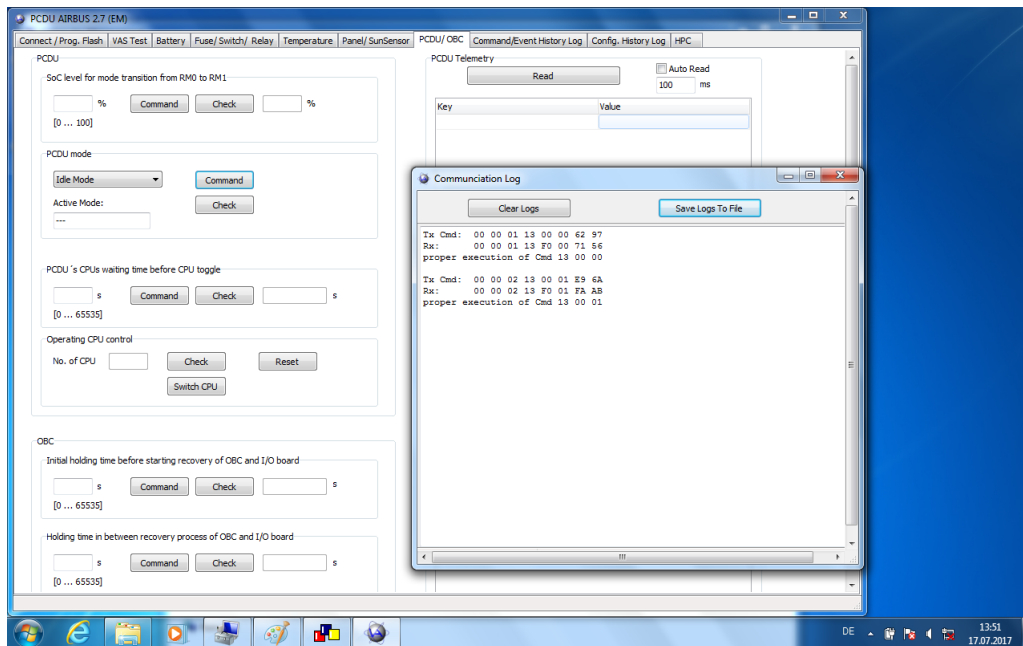 PCDU AIRBUS 2.7 (EM)
Connect / Prog. Flash VAS Test Battery Fuse/ Switch/ Relay Temperature Panel/ SunSensor PCDU/ OBC Command/Event History Log Config. History Log HPC
PCDU
SoC level for mode transition from RM0 to RM1
% Command Check %
[0 ... 100]
PCDU mode
Idle Mode Command
Active Mode: Check
---
PCDU´s CPUs waiting time before CPU toggle
s Command Check s
[0 ... 65535]
Operating CPU control
No. of CPU Check Reset
Switch CPU
OBC
Initial holding time before starting recovery of OBC and I/O board
s Command Check s
[0 ... 65535]
Holding time in between recovery process of OBC and I/O board
s Command Check s
[0 ... 65535]
PCDU Telemetry
Read Auto Read
100 ms
Key Value
Communciation Log
Clear Logs Save Logs To File
Tx Cmd: 00 00 01 13 00 00 62 97
Rx: 00 00 01 13 F0 00 71 56
proper execution of Cmd 13 00 00
Tx Cmd: 00 00 02 13 00 01 E9 6A
Rx: 00 00 02 13 F0 01 FA AB
proper execution of Cmd 13 00 01
DE 13:51
17.07.2017